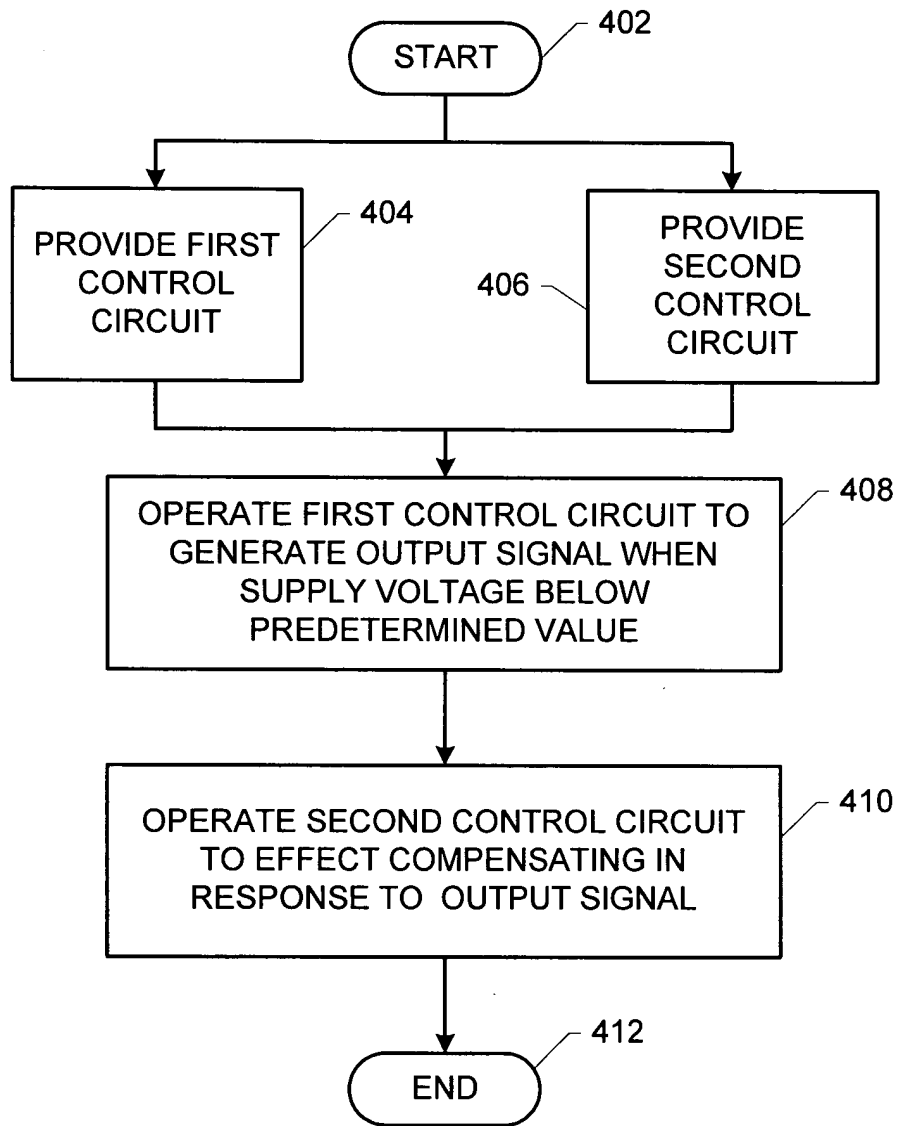 402
START
404
PROVIDE FIRST
CONTROL
CIRCUIT
406
PROVIDE
SECOND
CONTROL
CIRCUIT
408
OPERATE FIRST CONTROL CIRCUIT TO
GENERATE OUTPUT SIGNAL WHEN
SUPPLY VOLTAGE BELOW
PREDETERMINED VALUE
410
OPERATE SECOND CONTROL CIRCUIT
TO EFFECT COMPENSATING IN
RESPONSE TO OUTPUT SIGNAL
412
END